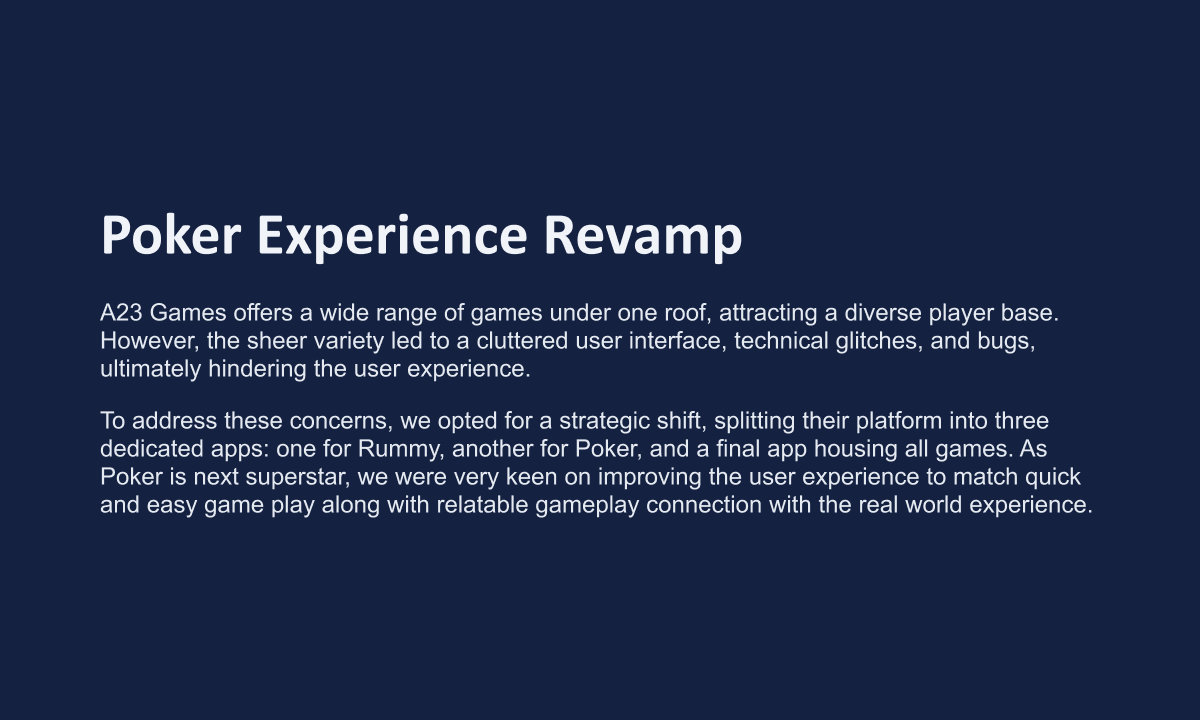 Poker Experience Revamp
A23 Games offers a wide range of games under one roof, attracting a diverse player base.
However, the sheer variety led to a cluttered user interface, technical glitches, and bugs,
ultimately hindering the user experience.
To address these concerns, we opted for a strategic shift, splitting their platform into three
dedicated apps: one for Rummy, another for Poker, and a final app housing all games. As
Poker is next superstar, we were very keen on improving the user experience to match quick
and easy game play along with relatable gameplay connection with the real world experience.